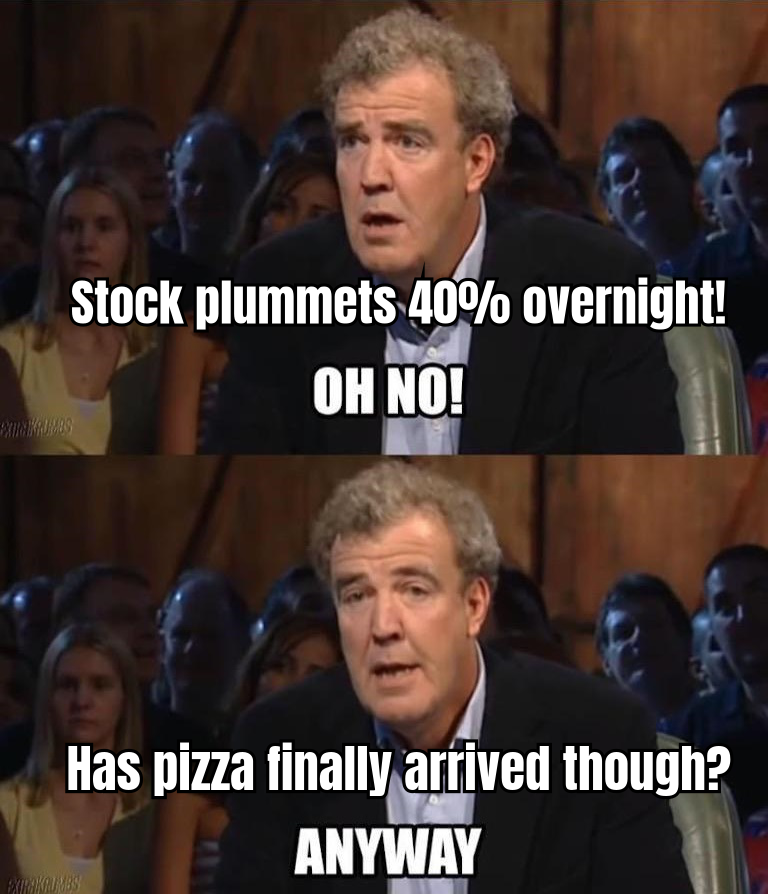 Stock plummets 40% overnight!
OH NO!
Has pizza finally arrived though?
ANYWAY